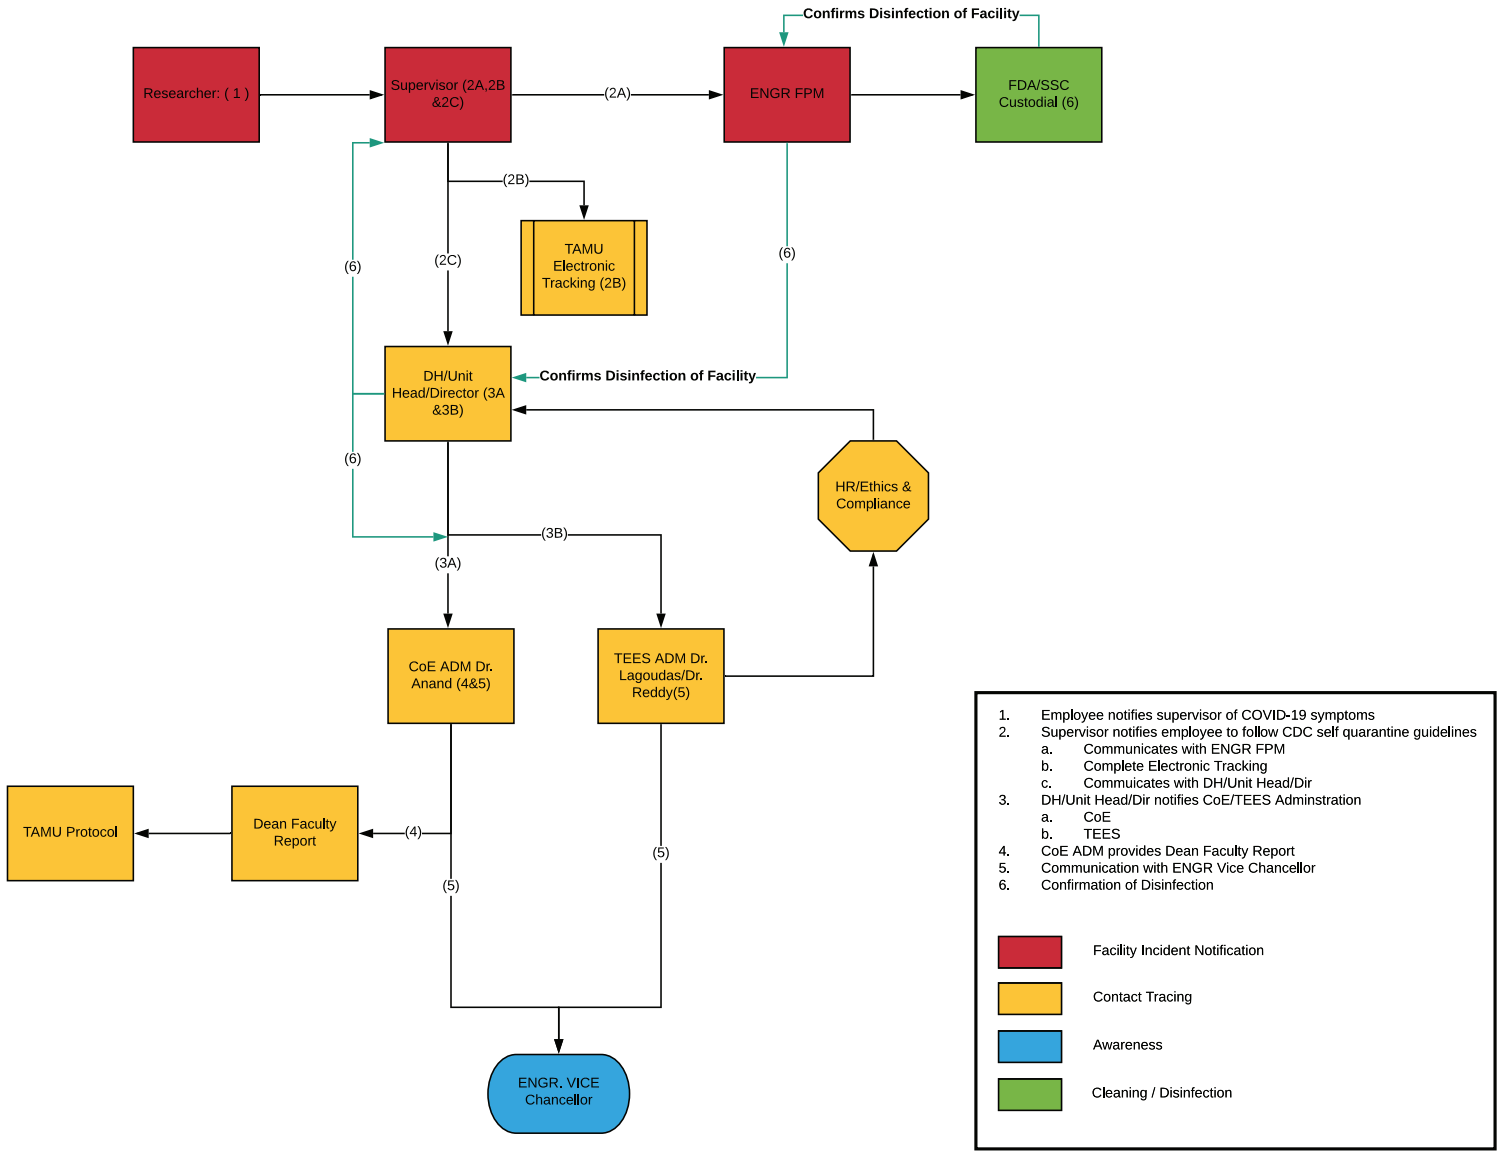 Confirms Disinfection of Facility
Researcher: ( 1 )
Supervisor (2A,2B
&2C)
(2A)
ENGR FPM
FDA/SSC
Custodial (6)
(2B)
TAMU
Electronic
Tracking (2B)
(2C)
(6)
(6)
DH/Unit
Head/Director (3A
&3B)
Confirms Disinfection of Facility
(6)
HR/Ethics &
Compliance
(3B)
(3A)
CoE ADM Dr.
Anand (4&5)
TEES ADM Dr.
Lagoudas/Dr.
Reddy(5)
TAMU Protocol
Dean Faculty
Report
(4)
(5)
(5)
ENGR. VICE
Chancellor
1. Employee notifies supervisor of COVID-19 symptoms
2. Supervisor notifies employee to follow CDC self quarantine guidelines
a. Communicates with ENGR FPM
b. Complete Electronic Tracking
c. Commuicates with DH/Unit Head/Dir
3. DH/Unit Head/Dir notifies CoE/TEES Adminstration
a. CoE
b. TEES
4. CoE ADM provides Dean Faculty Report
5. Communication with ENGR Vice Chancellor
6. Confirmation of Disinfection
Facility Incident Notification
Contact Tracing
Awareness
Cleaning / Disinfection